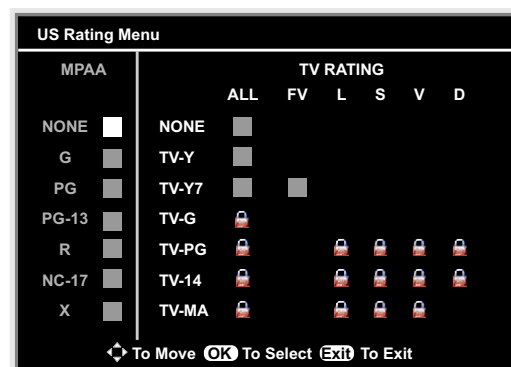 US Rating Menu
MPAA
TV RATING
ALL FV L S V D
NONE NONE
G TV-Y
PG TV-Y7
PG-13 TV-G
R TV-PG
NC-17 TV-14
X TV-MA
To Move OK To Select Exit To Exit